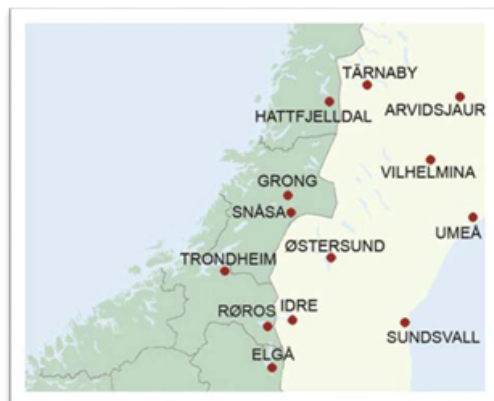 TÄRNABY
HATTFJELLDAL
ARVIDSJAUR
VILHELMINA
GRONG
SNÅSA
UMEÅ
ØSTERSUND
TRONDHEIM
RØROS
IDRE
SUNDSVALL
ELGÅ